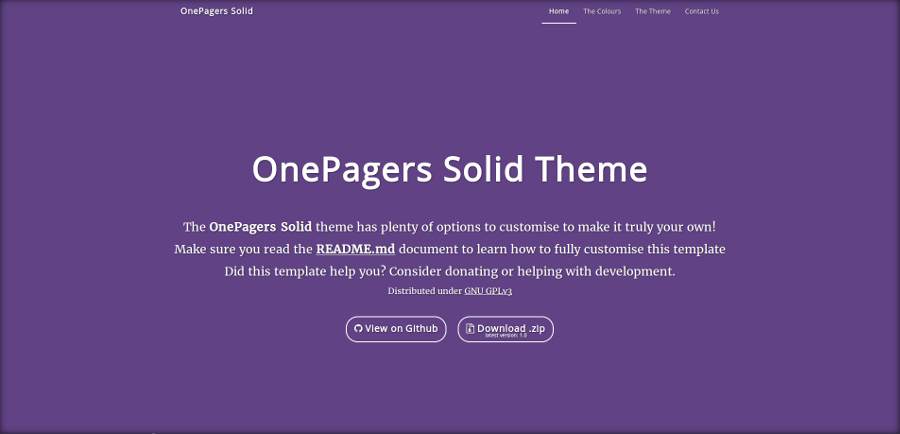 OnePagers Solid
Home The Colours The Theme Contact Us
OnePagers Solid Theme
The OnePagers Solid theme has plenty of options to customise to make it truly your own!
Make sure you read the README.md document to learn how to fully customise this template
Did this template help you? Consider donating or helping with development.
Distributed under GNU GPLv3
View on Github
Download .zip
latest version: 1.0